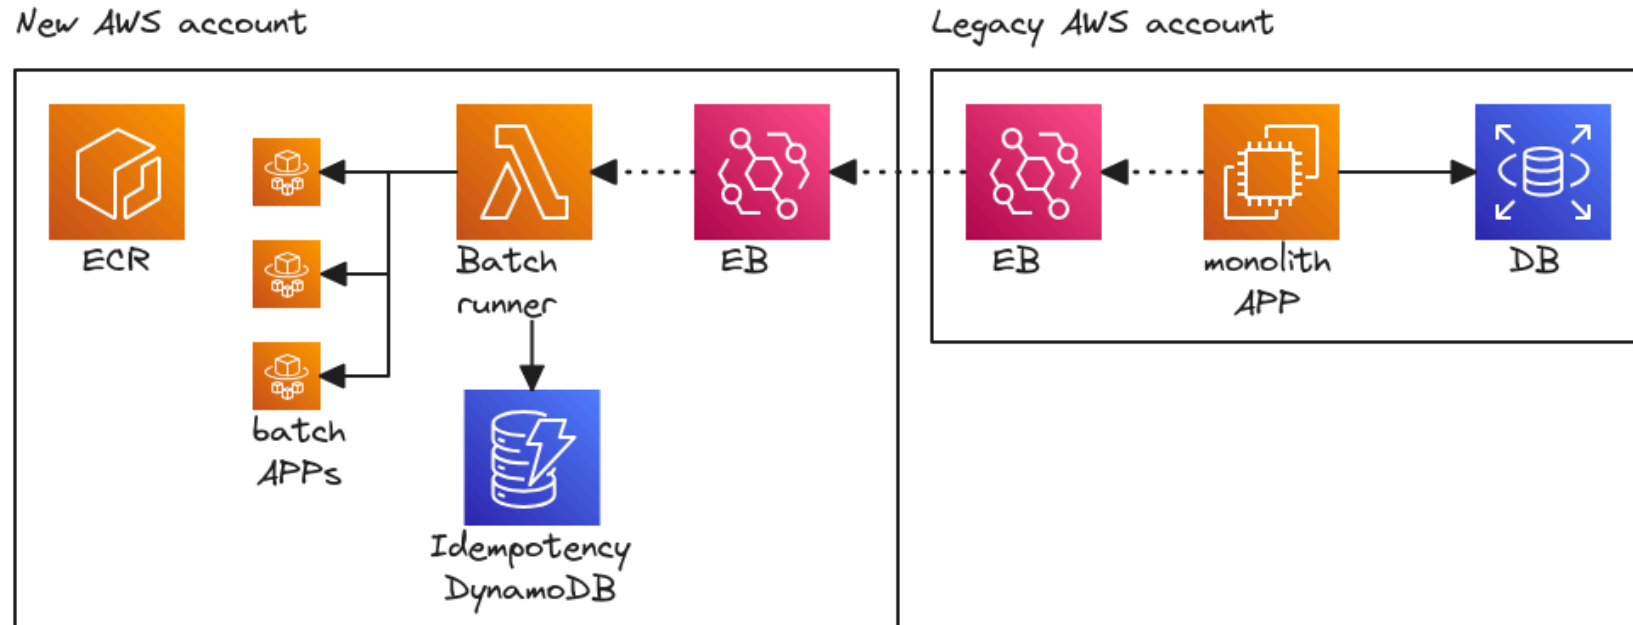 New AWS account
Legacy AWS account
ECR
Batch
runner
EB
EB
monolith
APP
DB
batch
APPs
Idempotency
DynamoDB